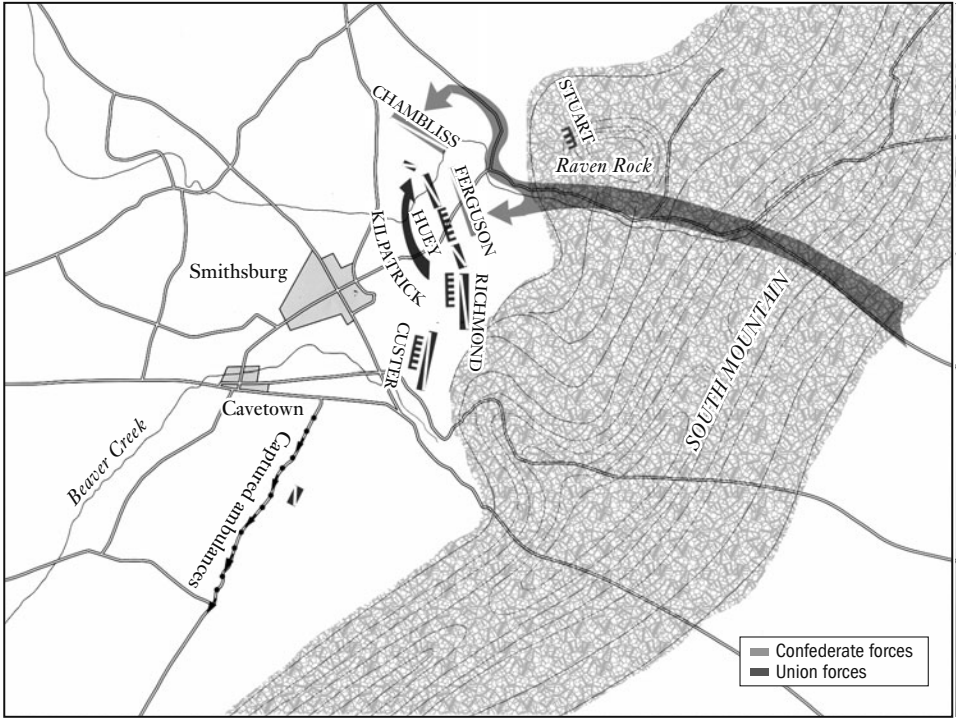 STUART
CHAMBLISS
Raven Rock
FERGUSON
HUEY
KILPATRICK
Smithsburg
RICHMOND
SOUTH MOUNTAIN
CUSTER
Cavetown
Beaver Creek
Captured ambulances
Confederate forces
Union forces